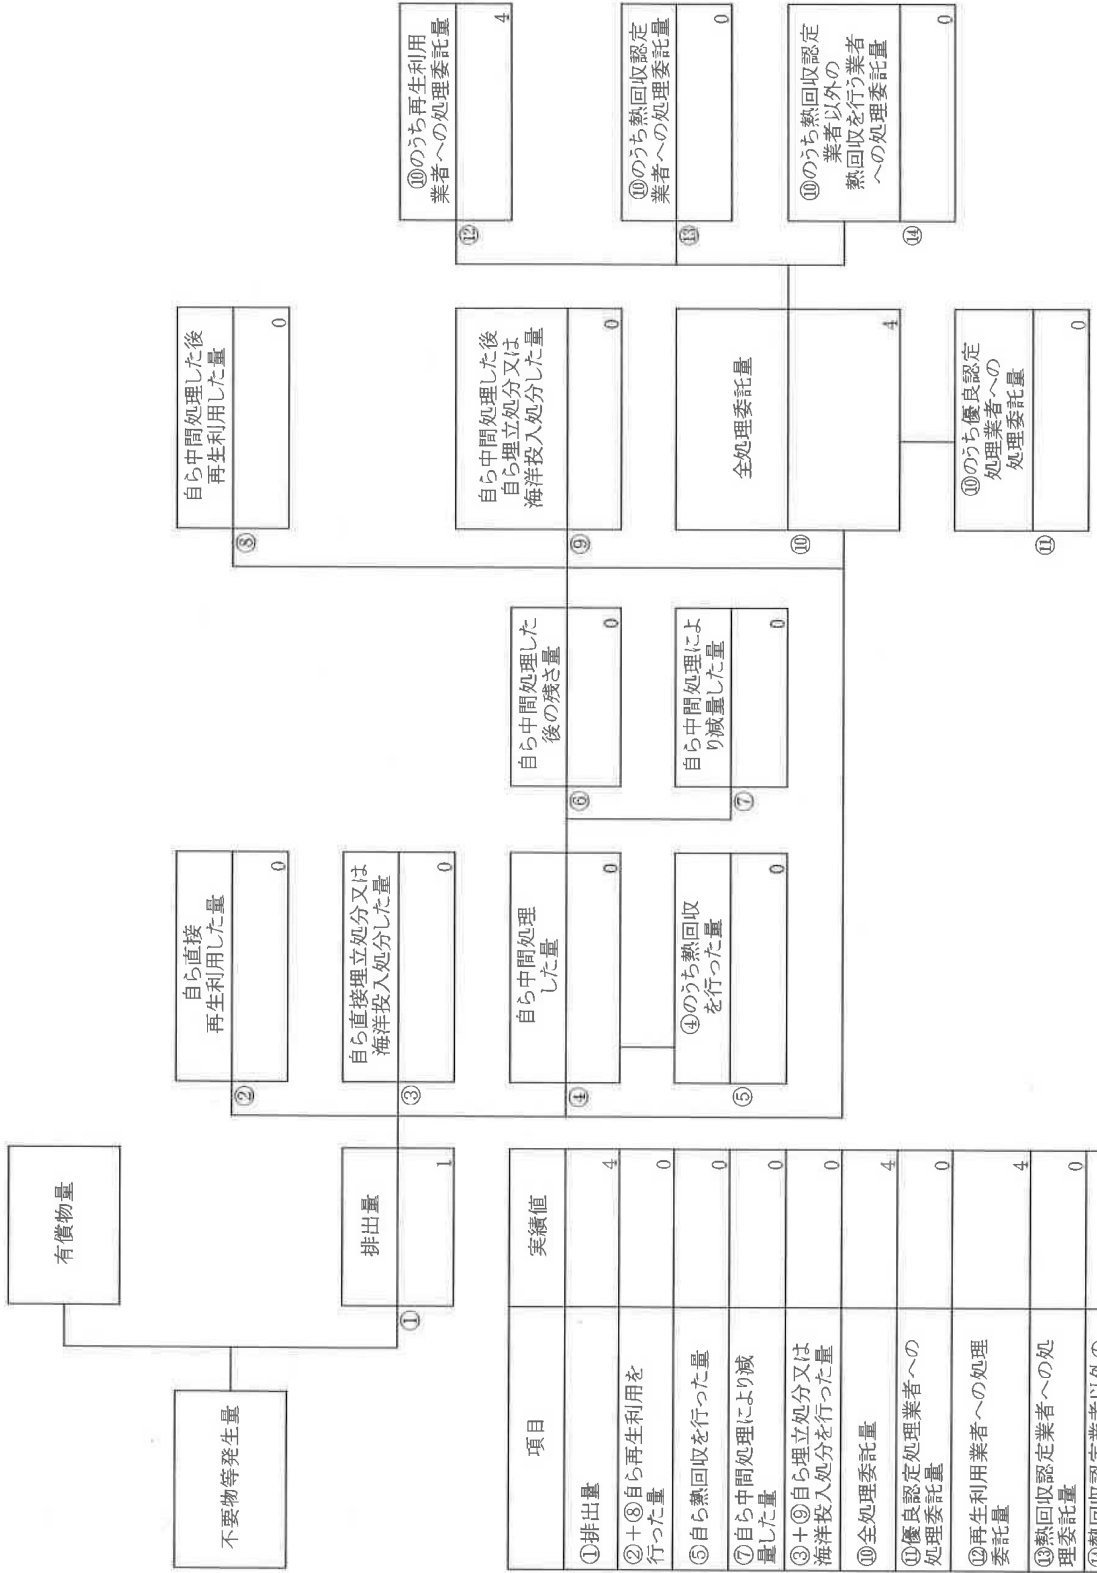 不要物等発生量
有償物量
排出量
①
1
自ら直接
再生利用した量
②
0
自ら直接埋立処分又は
海洋投入処分した量
③
0
自ら中間処理
した量
④
0
④のうち熱回収
を行った量
⑤
0
自ら中間処理した
後の残さ量
⑥
0
自ら中間処理によ
り減量した量
⑦
0
自ら中間処理した後
再生利用した量
⑧
0
自ら中間処理した後
自ら埋立処分又は
海洋投入処分した量
⑨
0
全処理委託量
⑩
4
⑩のうち優良認定
処理業者への
処理委託量
⑪
0
⑩のうち再生利用
業者への処理委託量
⑫
4
⑩のうち熱回収認定
業者への処理委託量
⑬
0
⑩のうち熱回収認定
業者以外の
熱回収を行う業者
への処理委託量
⑭
0
項目 実績値
①排出量 4
②+⑧自ら再生利用を
行った量 0
⑤自ら熱回収を行った量 0
⑦自ら中間処理により減
量した量 0
③+⑨自ら埋立処分又は
海洋投入処分を行った量 0
⑩全処理委託量 4
⑪優良認定処理業者への
処理委託量 0
⑫再生利用業者への処理
委託量 4
⑬熱回収認定業者への処
理委託量 0
⑭熱回収認定業者以外の